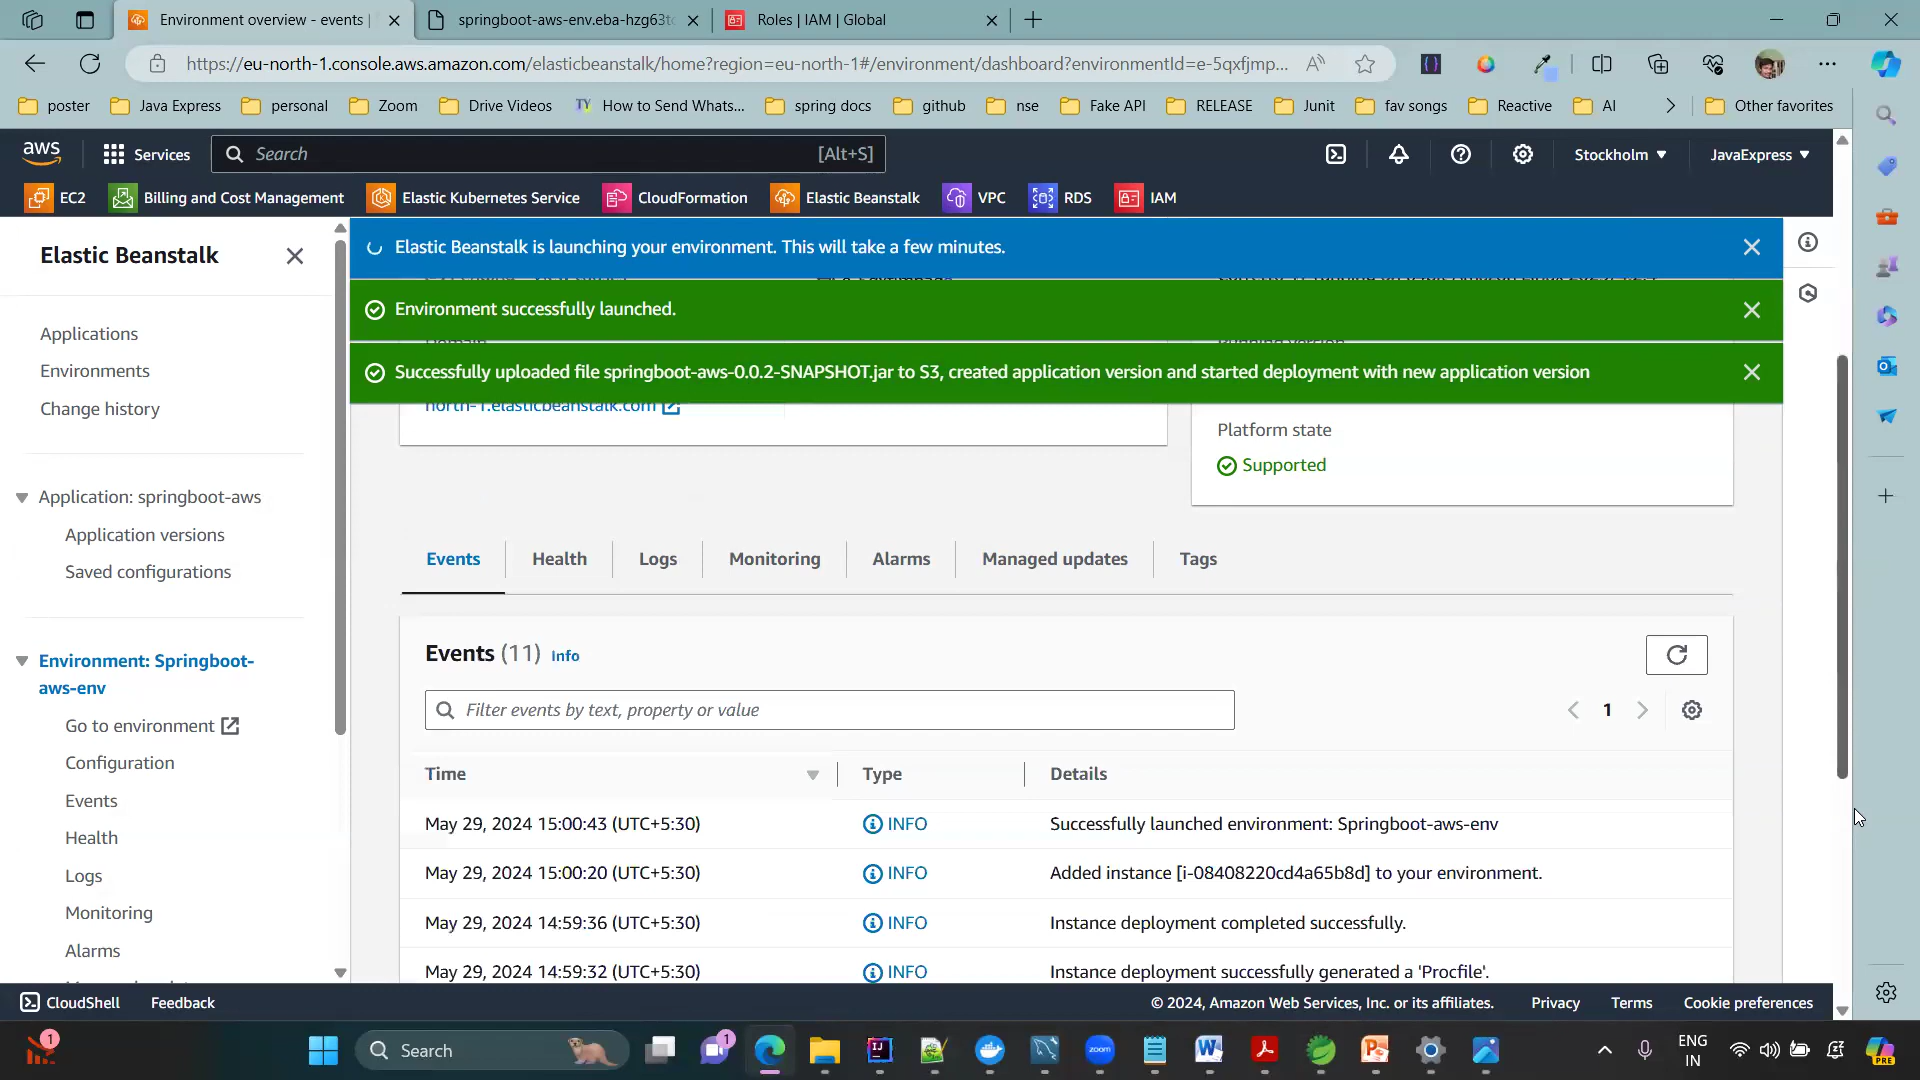 Environment overview - events |
springboot-aws-env.eba-hzg63t
Roles | IAM | Global
https://eu-north-1.console.aws.amazon.com/elasticbeanstalk/home?region=eu-north-1#/environment/dashboard?environmentId=e-5qxfjmp...
poster
Java Express
personal
Zoom
Drive Videos
TY How to Send Whats...
spring docs
github
nse
Fake API
RELEASE
Junit
fav songs
Reactive
AI
Other favorites
aws
Services
Search
[Alt+S]
Stockholm
JavaExpress
EC2
Billing and Cost Management
Elastic Kubernetes Service
CloudFormation
Elastic Beanstalk
VPC
RDS
IAM
Elastic Beanstalk
Applications
Environments
Change history
Application: springboot-aws
Application versions
Saved configurations
Environment: Springboot-
aws-env
Go to environment
Configuration
Events
Health
Logs
Monitoring
Alarms
Elastic Beanstalk is launching your environment. This will take a few minutes.
Environment successfully launched.
Successfully uploaded file springboot-aws-0.0.2-SNAPSHOT.jar to S3, created application version and started deployment with new application version
north-1.elasticbeanstalk.com
Platform state
Supported
Events
Health
Logs
Monitoring
Alarms
Managed updates
Tags
Events (11) Info
Filter events by text, property or value
1
Time
Type
Details
May 29, 2024 15:00:43 (UTC+5:30)
INFO
Successfully launched environment: Springboot-aws-env
May 29, 2024 15:00:20 (UTC+5:30)
INFO
Added instance [i-08408220cd4a65b8d] to your environment.
May 29, 2024 14:59:36 (UTC+5:30)
INFO
Instance deployment completed successfully.
May 29, 2024 14:59:32 (UTC+5:30)
INFO
Instance deployment successfully generated a 'Procfile'.
CloudShell
Feedback
© 2024, Amazon Web Services, Inc. or its affiliates.
Privacy
Terms
Cookie preferences
1
Search
1
zoom
ENG
IN
PRE